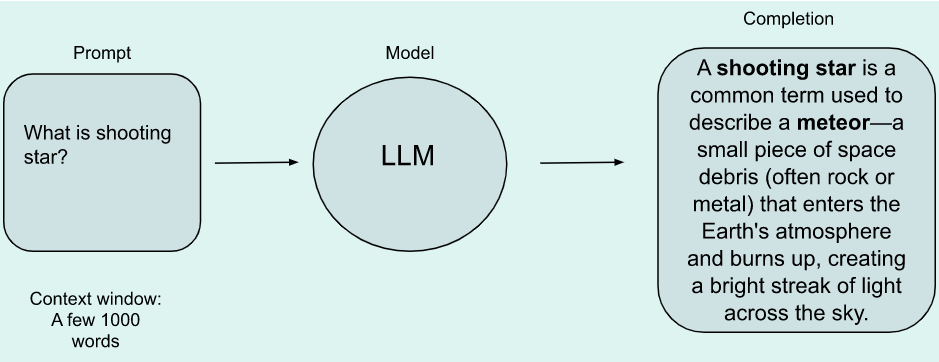 Prompt
What is shooting
star?
Context window:
A few 1000
words
Model
LLM
Completion
A shooting star is a
common term used to
describe a meteor—a
small piece of space
debris (often rock or
metal) that enters the
Earth's atmosphere
and burns up, creating
a bright streak of light
across the sky.